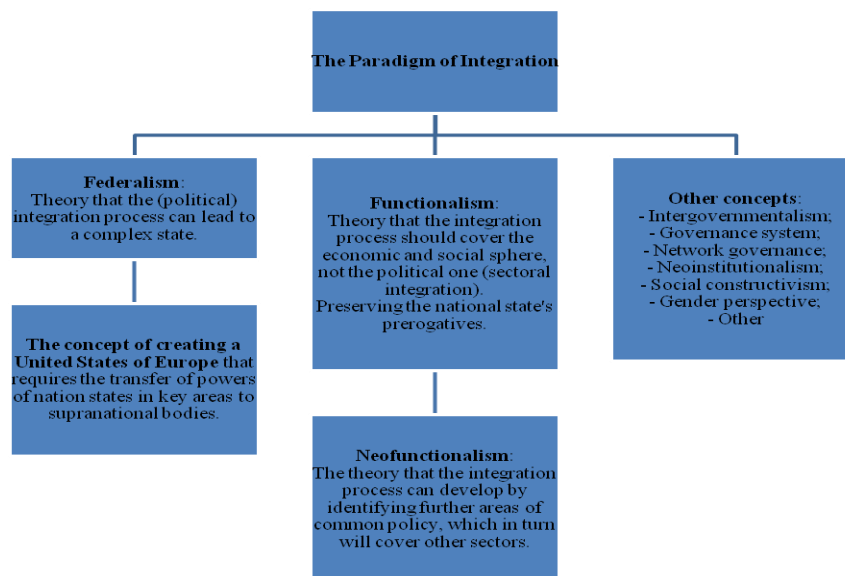 The Paradigm of Integration
Federalism:
Theory that the (political)
integration process can lead to
a complex state.
The concept of creating a
United States of Europe that
requires the transfer of powers
of nation states in key areas to
supranational bodies.
Functionalism:
Theory that the integration
process should cover the
economic and social sphere,
not the political one (sectoral
integration).
Preserving the national state's
prerogatives.
Neofunctionalism:
The theory that the integration
process can develop by
identifying further areas of
common policy, which in turn
will cover other sectors.
Other concepts:
- Intergovernmentalism;
- Governance system;
- Network governance;
- Neoinstitutionalism;
- Social constructivism;
- Gender perspective;
- Other